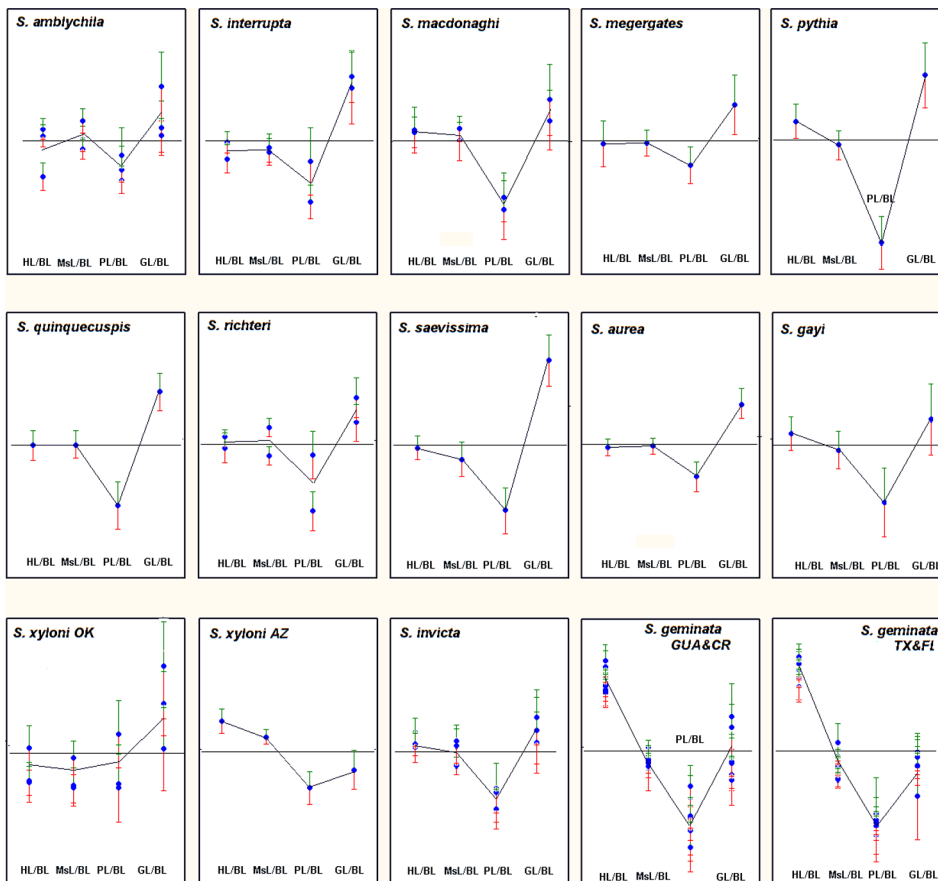 S. amblychila
S. interrupta
S. macdonaghi
S. megergates
S. pythia
PL/BL
HL/BL MsL/BL PL/BL GL/BL
HL/BL MsL/BL PL/BL GL/BL
HL/BL MsL/BL PL/BL GL/BL
HL/BL MsL/BL PL/BL GL/BL
HL/BL MsL/BL GL/BL
S. quinquecuspis
S. richteri
S. saevissima
S. aurea
S. gayi
HL/BL MsL/BL PL/BL GL/BL
HL/BL MsL/BL PL/BL GL/BL
HL/BL MsL/BL PL/BL GL/BL
HL/BL MsL/BL PL/BL GL/BL
HL/BL MsL/BL PL/BL GL/BL
S. xyloni OK
S. xyloni AZ
S. invicta
S. geminata
GUA&CR
S. geminata
TX&FL
PL/BL
HL/BL MsL/BL PL/BL GL/BL
HL/BL MsL/BL PL/BL GL/BL
HL/BL MsL/BL PL/BL GL/BL
HL/BL MsL/BL GL/BL
HL/BL MsL/BL PL/BL GL/BL